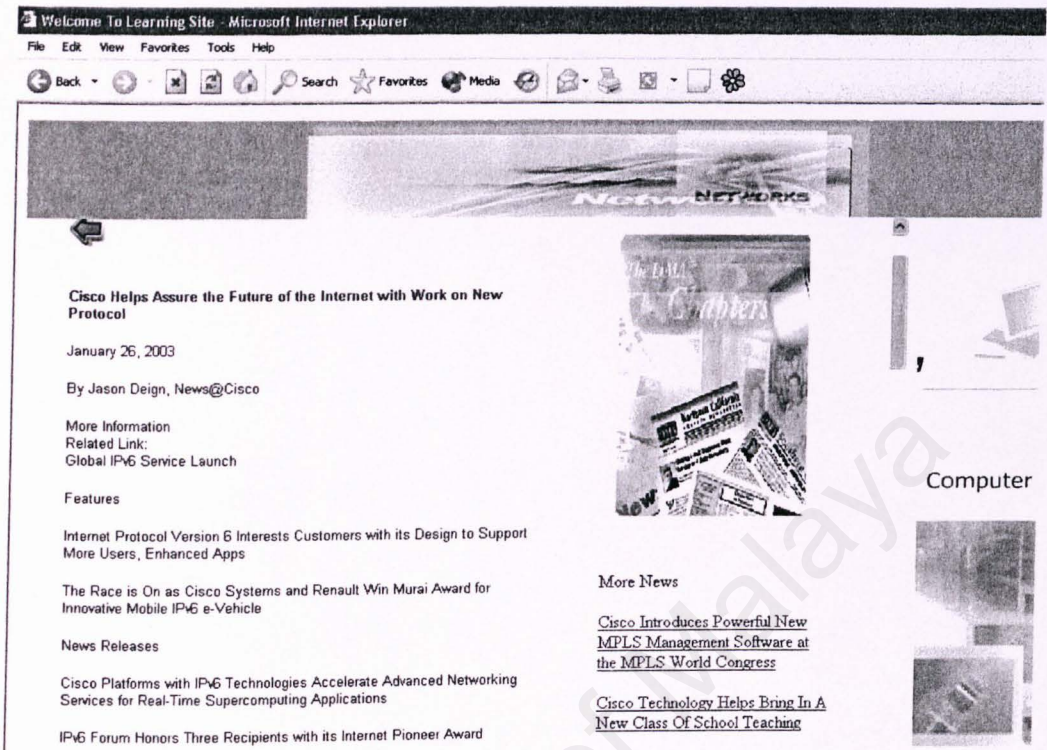 Welcome To Learning Site - Microsoft Internet Explorer
File Edit View Favorites Tools Help
Back Search Favorites Media
NETWORKS
Cisco Helps Assure the Future of the Internet with Work on New
Protocol
January 26, 2003
By Jason Deign, News@Cisco
More Information
Related Link:
Global IPv6 Service Launch
Features
Internet Protocol Version 6 Interests Customers with its Design to Support
More Users, Enhanced Apps
The Race is On as Cisco Systems and Renault Win Murai Award for
Innovative Mobile IPv6 e-Vehicle
News Releases
Cisco Platforms with IPv6 Technologies Accelerate Advanced Networking
Services for Real-Time Supercomputing Applications
IPv6 Forum Honors Three Recipients with its Internet Pioneer Award
Chapters
Northern California
More News
Cisco Introduces Powerful New
MPLS Management Software at
the MPLS World Congress
Cisco Technology Helps Bring In A
New Class Of School Teaching
,
Computer
of Malaya